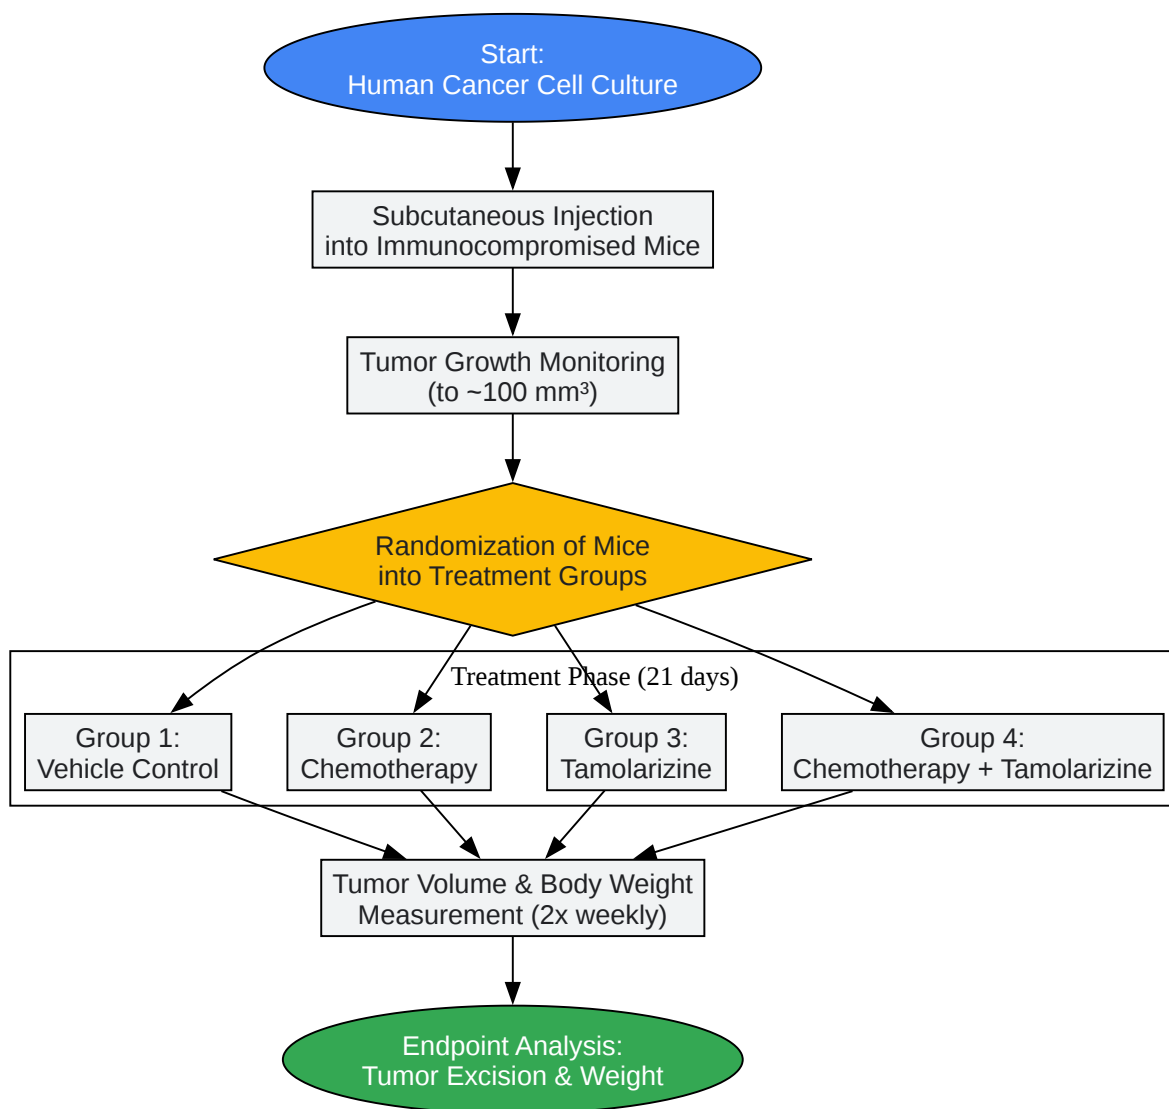 Start:
Human Cancer Cell Culture
Subcutaneous Injection
into Immunocompromised Mice
Tumor Growth Monitoring
(to ~100 mm³)
Randomization of Mice
into Treatment Groups
Treatment Phase (21 days)
Group 1:
Vehicle Control
Group 2:
Chemotherapy
Group 3:
Tamolarizine
Group 4:
Chemotherapy + Tamolarizine
Tumor Volume & Body Weight
Measurement (2x weekly)
Endpoint Analysis:
Tumor Excision & Weight